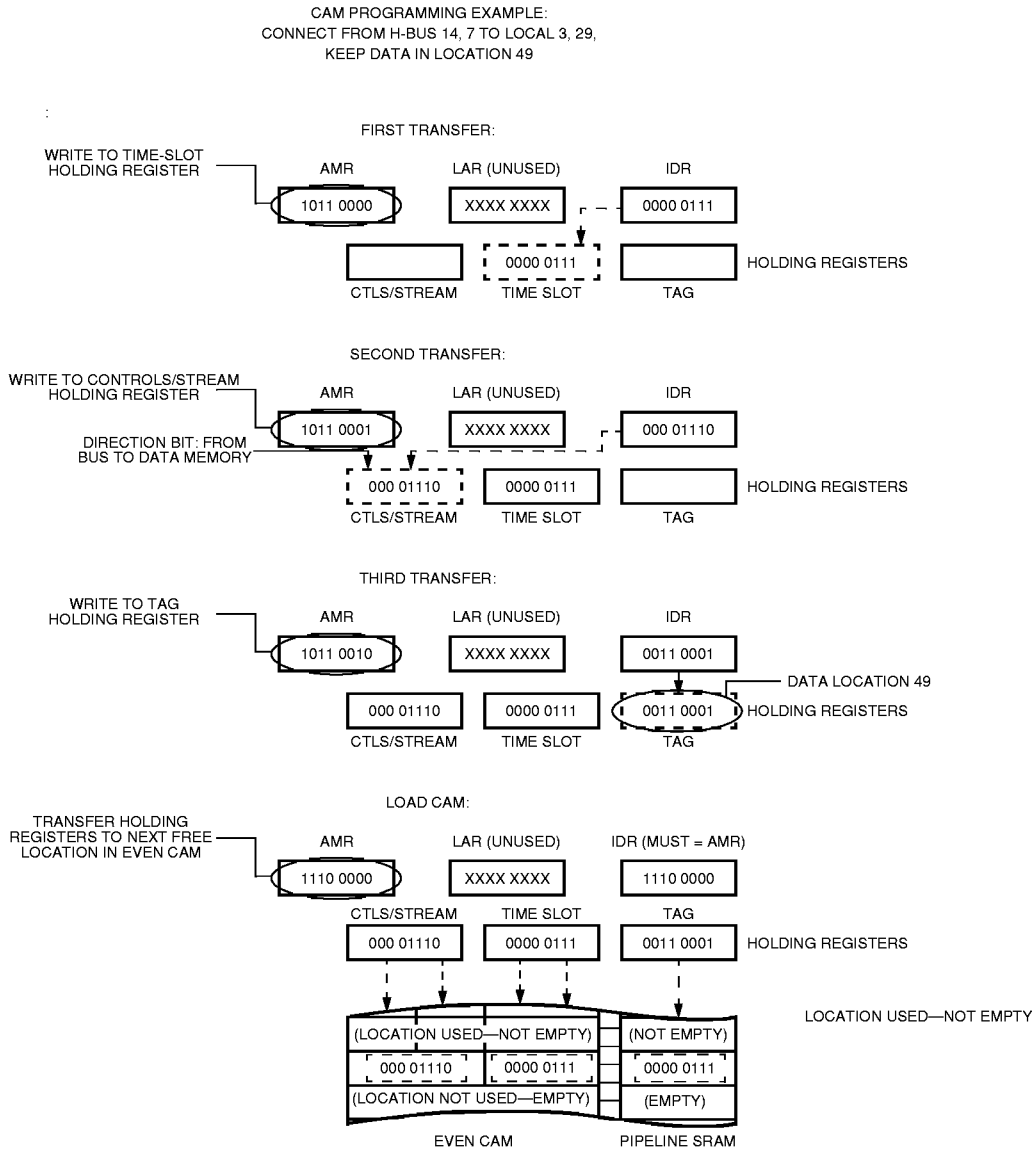 CAM PROGRAMMING EXAMPLE:
CONNECT FROM H-BUS 14, 7 TO LOCAL 3, 29,
KEEP DATA IN LOCATION 49
:
FIRST TRANSFER:
WRITE TO TIME-SLOT
HOLDING REGISTER
AMR
LAR (UNUSED)
IDR
1011 0000
XXXX XXXX
0000 0111
0000 0111
HOLDING REGISTERS
CTLS/STREAM
TIME SLOT
TAG
SECOND TRANSFER:
WRITE TO CONTROLS/STREAM
HOLDING REGISTER
AMR
LAR (UNUSED)
IDR
1011 0001
XXXX XXXX
000 01110
DIRECTION BIT: FROM
BUS TO DATA MEMORY
000 01110
0000 0111
HOLDING REGISTERS
CTLS/STREAM
TIME SLOT
TAG
THIRD TRANSFER:
WRITE TO TAG
HOLDING REGISTER
AMR
LAR (UNUSED)
IDR
1011 0010
XXXX XXXX
0011 0001
DATA LOCATION 49
000 01110
0000 0111
0011 0001
HOLDING REGISTERS
CTLS/STREAM
TIME SLOT
TAG
LOAD CAM:
TRANSFER HOLDING
REGISTERS TO NEXT FREE
LOCATION IN EVEN CAM
AMR
LAR (UNUSED)
IDR (MUST = AMR)
1110 0000
XXXX XXXX
1110 0000
CTLS/STREAM
TIME SLOT
TAG
000 01110
0000 0111
0011 0001
HOLDING REGISTERS
LOCATION USED—NOT EMPTY
(LOCATION USED—NOT EMPTY)
(NOT EMPTY)
000 01110
0000 0111
0000 0111
(LOCATION NOT USED—EMPTY)
(EMPTY)
EVEN CAM
PIPELINE SRAM